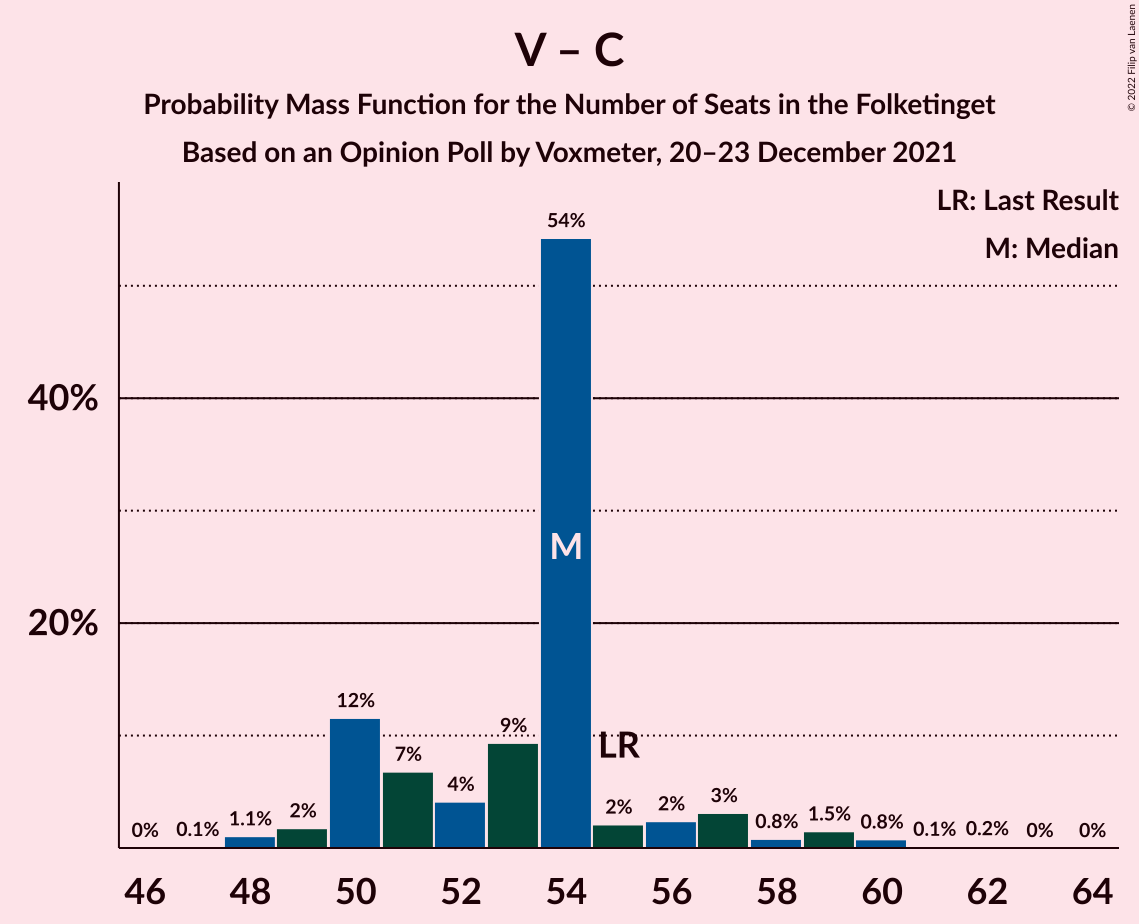 V – C
Probability Mass Function for the Number of Seats in the Folketinget
Based on an Opinion Poll by Voxmeter, 20–23 December 2021
© 2022 Filip van Laenen
LR: Last Result
M: Median
40%
20%
0%
0.1%
1.1%
2%
12%
7%
4%
9%
54%
2%
2%
3%
0.8%
1.5%
0.8%
0.1%
0.2%
0%
0%
M
LR
46 48 50 52 54 56 58 60 62 64